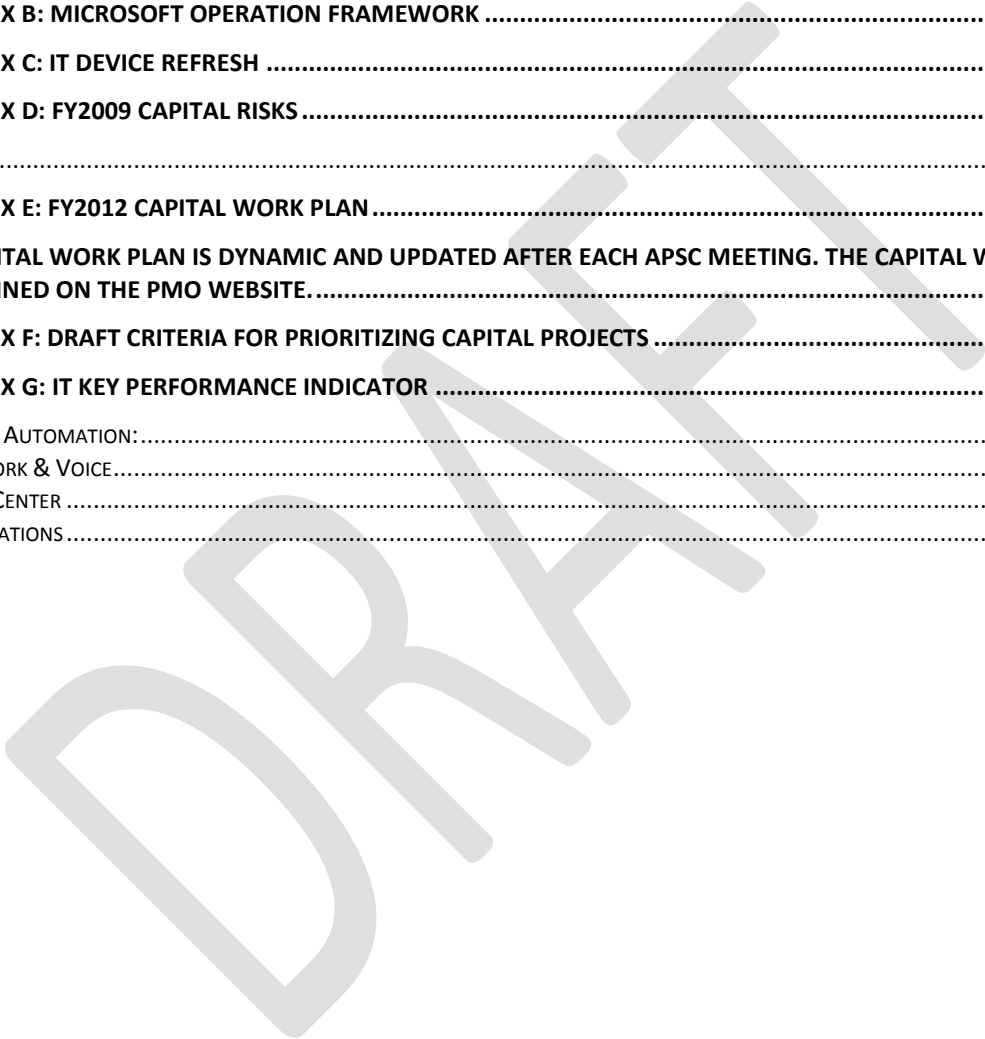 X B: MICROSOFT OPERATION FRAMEWORK ................................................................................
X C: IT DEVICE REFRESH ................................................................................
X D: FY2009 CAPITAL RISKS ................................................................................
................................................................................
X E: FY2012 CAPITAL WORK PLAN ................................................................................
ITAL WORK PLAN IS DYNAMIC AND UPDATED AFTER EACH APSC MEETING. THE CAPITAL W
INED ON THE PMO WEBSITE. ................................................................................
X F: DRAFT CRITERIA FOR PRIORITIZING CAPITAL PROJECTS ................................................................................
X G: IT KEY PERFORMANCE INDICATOR ................................................................................
AUTOMATION: ................................................................................
ORK & VOICE ................................................................................
CENTER ................................................................................
ATIONS ................................................................................
DRAFT